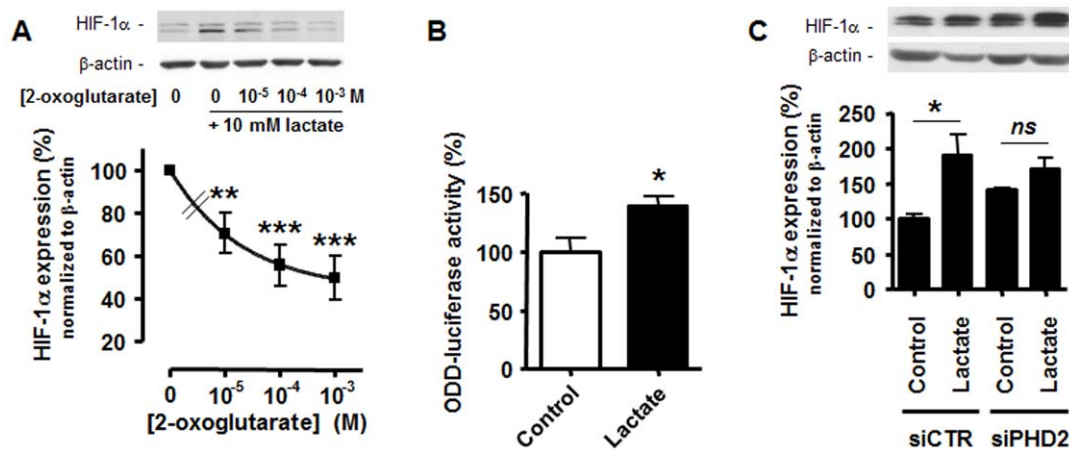 A
HIF-1α -
β-actin -
[2-oxoglutarate] 0 0 10⁻⁵ 10⁻⁴ 10⁻³ M
+ 10 mM lactate
HIF-1α expression (%)
normalized to β-actin
100
80
60
40
20
**
***
***
0 10⁻⁵ 10⁻⁴ 10⁻³
[2-oxoglutarate] (M)
B
ODD-luciferase activity (%)
150
100
50
0
*
Control
Lactate
C
HIF-1α -
β-actin -
HIF-1α expression (%)
normalized to β-actin
250
200
150
100
50
0
*
ns
Control
Lactate
Control
Lactate
siCTR
siPHD2